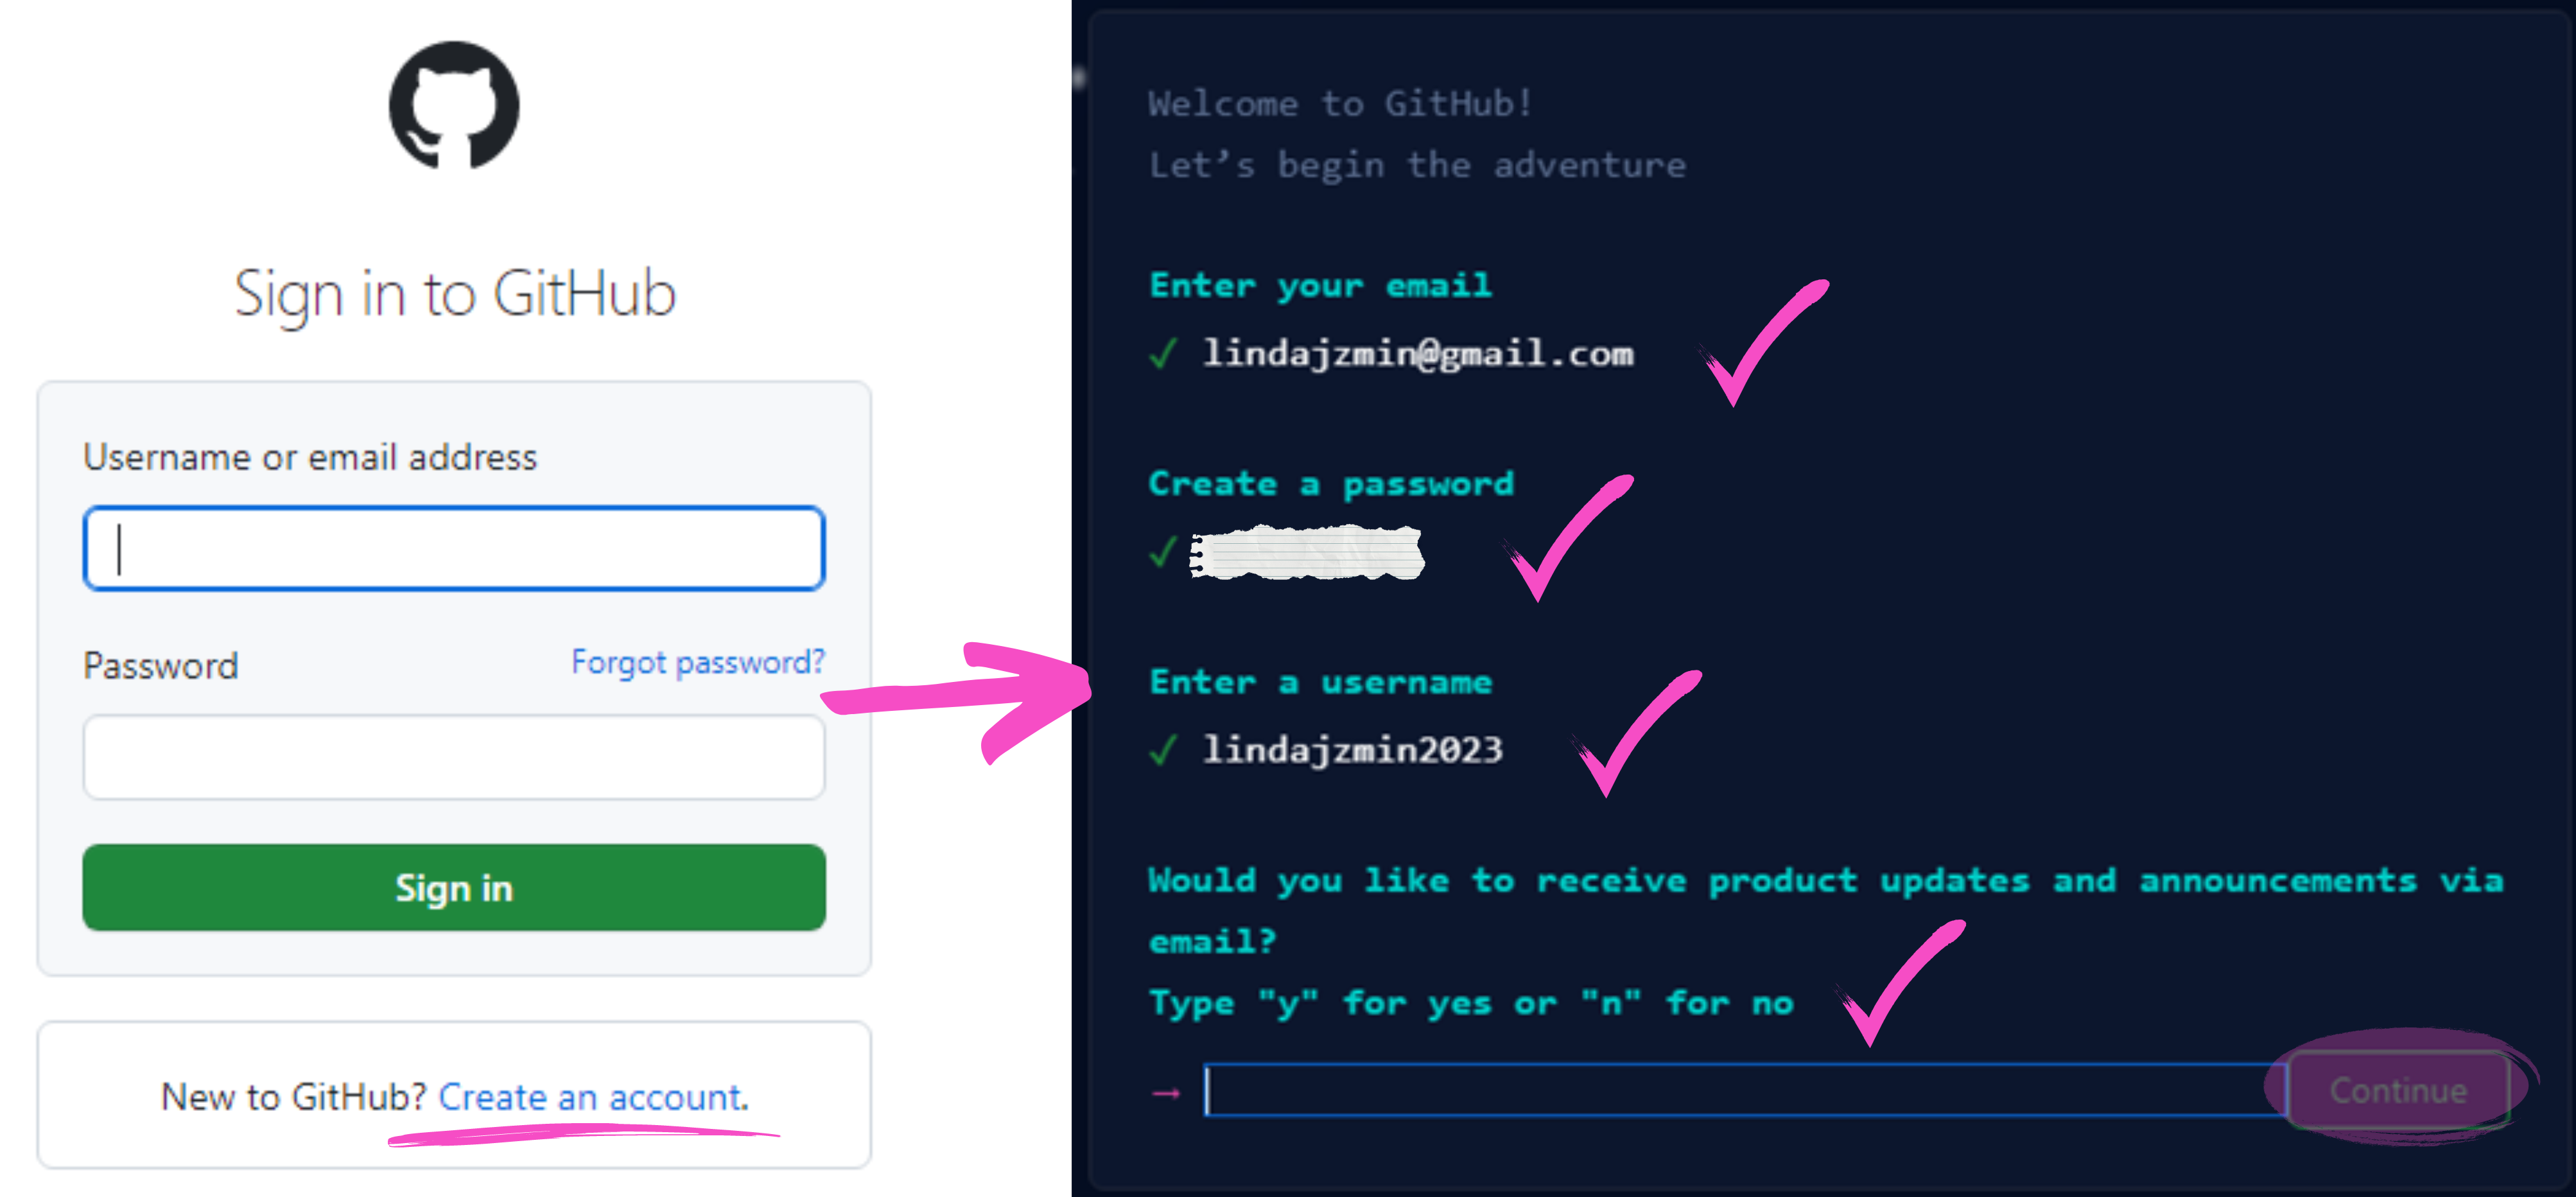 Sign in to GitHub
Username or email address
Password
Forgot password?
Sign in
New to GitHub? Create an account.
Welcome to GitHub!
Let’s begin the adventure
Enter your email
✓ lindajzmin@gmail.com
Create a password
✓
Enter a username
✓ lindajzmin2023
Would you like to receive product updates and announcements via
email?
Type "y" for yes or "n" for no
→
Continue